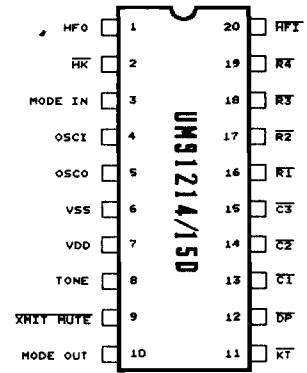 HFO 1 20 HFI
HK 2 19 R4
MODE IN 3 18 R3
OSCI 4 17 R2
OSCO 5 16 R1
VSS 6 15 C3
VDD 7 14 C2
TONE 8 13 C1
XMIT MUTE 9 12 DP
MODE OUT 10 11 KT
UM91214/15D